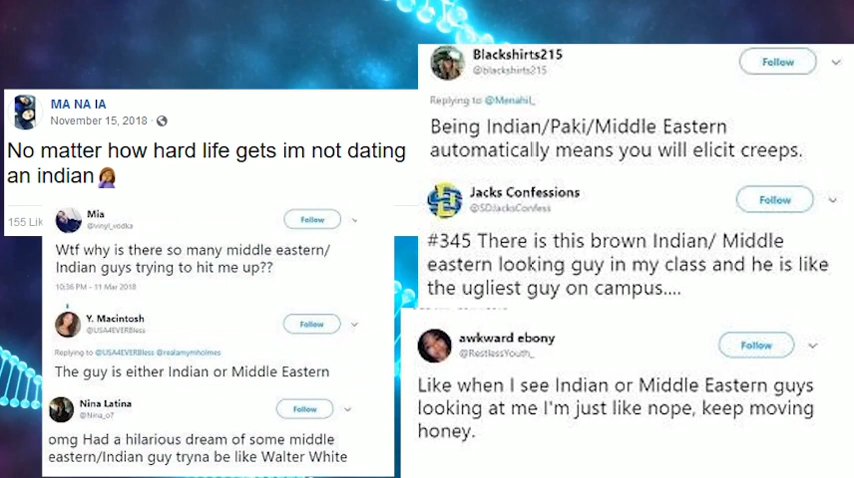 MA NA IA
November 15, 2018 ·
No matter how hard life gets im not dating
an indian🤦🏾‍♀️
155 Lik
Mia
@vinyl_vodka
Follow
Wtf why is there so many middle eastern/
Indian guys trying to hit me up??
10:36 PM - 11 Mar 2018
Y. Macintosh
@USA4EVERBless
Follow
Replying to @USA4EVERBless @realamymholmes
The guy is either Indian or Middle Eastern
Nina Latina
@Nina_o7
Follow
omg Had a hilarious dream of some middle
eastern/Indian guy tryna be like Walter White
Blackshirts215
@blackshirts215
Follow
Replying to @Menahil_
Being Indian/Paki/Middle Eastern
automatically means you will elicit creeps.
Jacks Confessions
@SDJacksConfess
Follow
#345 There is this brown Indian/ Middle
eastern looking guy in my class and he is like
the ugliest guy on campus....
awkward ebony
@RestlessYouth_
Follow
Like when I see Indian or Middle Eastern guys
looking at me I'm just like nope, keep moving
honey.